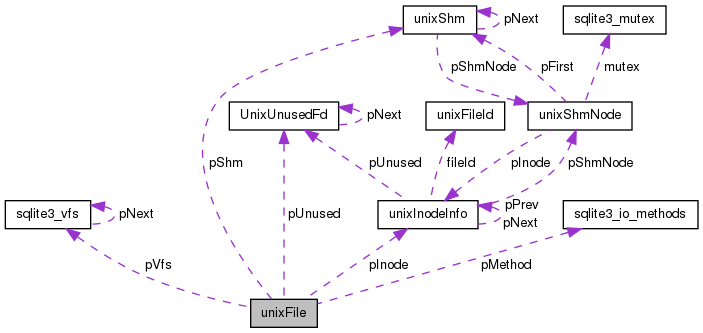 unixShm
pNext
sqlite3_mutex
pShmNode
pFirst
mutex
UnixUnusedFd
pNext
unixFileId
unixShmNode
pShm
pUnused
fileId
pInode
pShmNode
sqlite3_vfs
pNext
pUnused
unixInodeInfo
pPrev
pNext
sqlite3_io_methods
pVfs
pInode
pMethod
unixFile